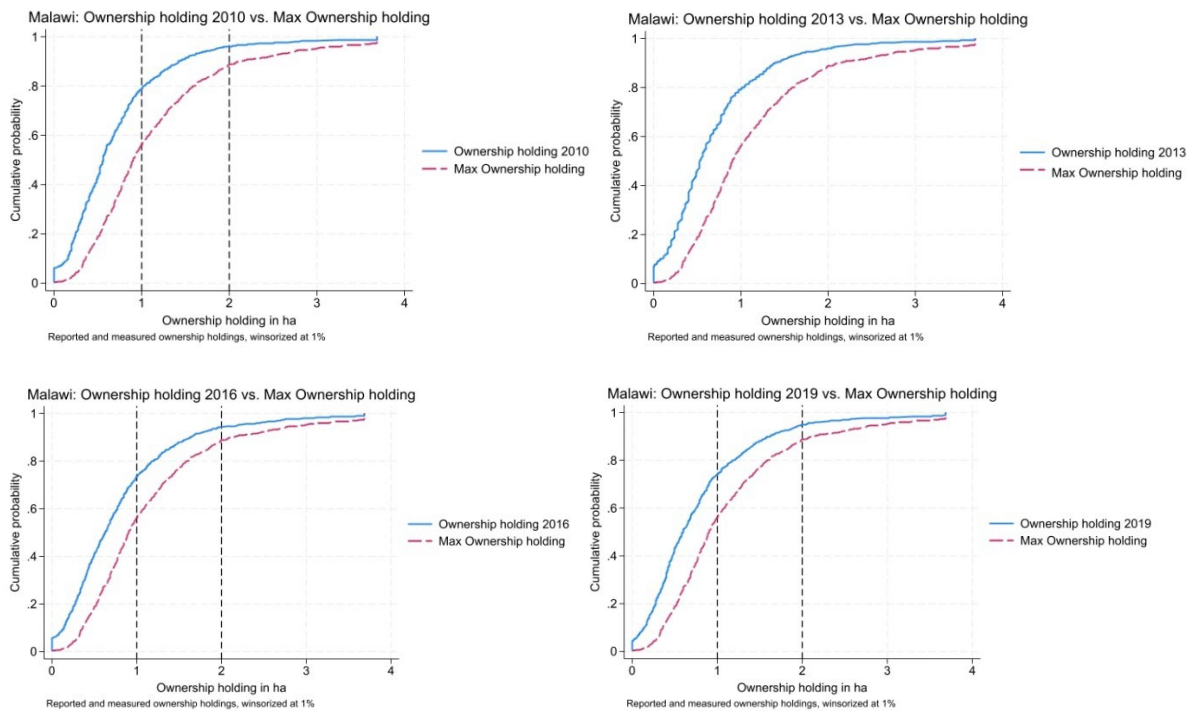 Malawi: Ownership holding 2010 vs. Max Ownership holding
1
.8
.6
.4
.2
0
Cumulative probability
0 1 2 3 4
Ownership holding in ha
Reported and measured ownership holdings, winsorized at 1%
Ownership holding 2010
Max Ownership holding
Malawi: Ownership holding 2013 vs. Max Ownership holding
1
.8
.6
.4
.2
0
Cumulative probability
0 1 2 3 4
Ownership holding in ha
Reported and measured ownership holdings, winsorized at 1%
Ownership holding 2013
Max Ownership holding
Malawi: Ownership holding 2016 vs. Max Ownership holding
1
.8
.6
.4
.2
0
Cumulative probability
0 1 2 3 4
Ownership holding in ha
Reported and measured ownership holdings, winsorized at 1%
Ownership holding 2016
Max Ownership holding
Malawi: Ownership holding 2019 vs. Max Ownership holding
1
.8
.6
.4
.2
0
Cumulative probability
0 1 2 3 4
Ownership holding in ha
Reported and measured ownership holdings, winsorized at 1%
Ownership holding 2019
Max Ownership holding